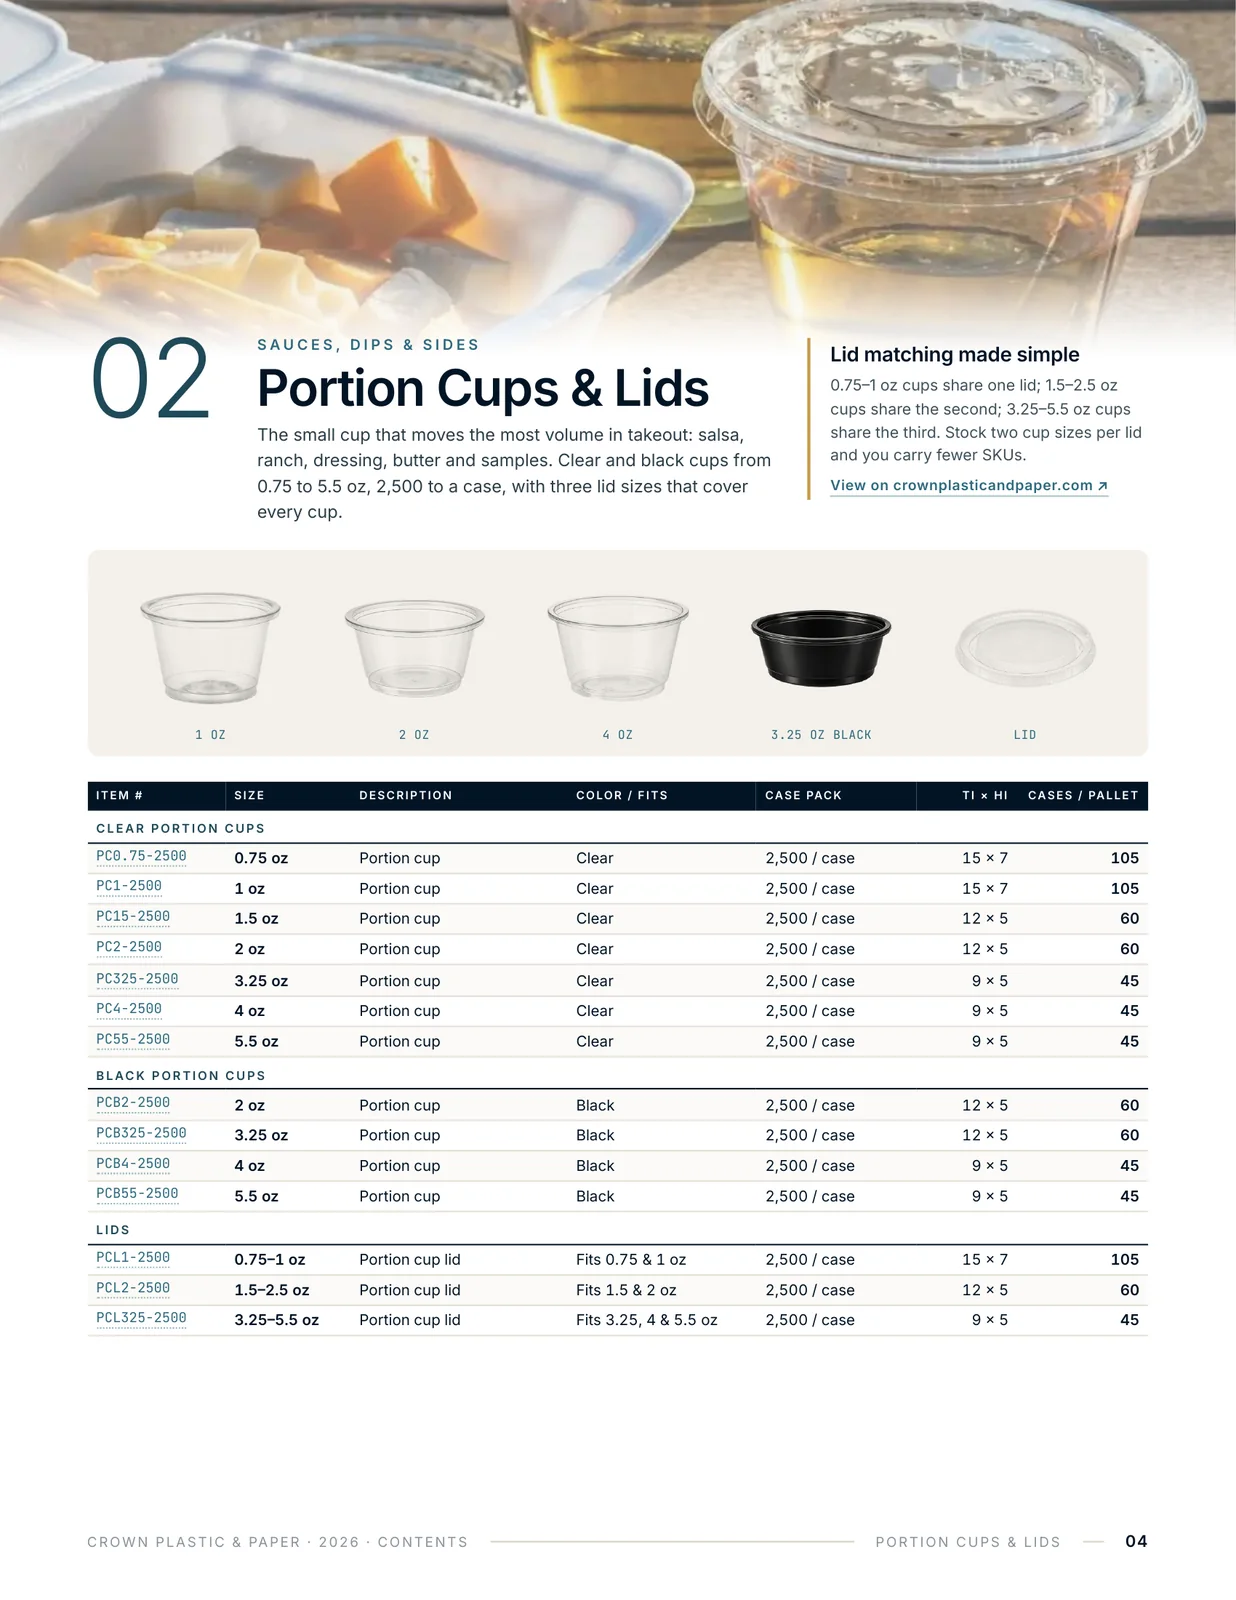 02
SAUCES, DIPS & SIDES
Portion Cups & Lids
The small cup that moves the most volume in takeout: salsa,
ranch, dressing, butter and samples. Clear and black cups from
0.75 to 5.5 oz, 2,500 to a case, with three lid sizes that cover
every cup.
Lid matching made simple
0.75–1 oz cups share one lid; 1.5–2.5 oz
cups share the second; 3.25–5.5 oz cups
share the third. Stock two cup sizes per lid
and you carry fewer SKUs.
View on crownplasticandpaper.com ↗
1 OZ 2 OZ 4 OZ 3.25 OZ BLACK LID
ITEM # SIZE DESCRIPTION COLOR / FITS CASE PACK TI × HI CASES / PALLET
CLEAR PORTION CUPS
PC0.75-2500 0.75 oz Portion cup Clear 2,500 / case 15 × 7 105
PC1-2500 1 oz Portion cup Clear 2,500 / case 15 × 7 105
PC15-2500 1.5 oz Portion cup Clear 2,500 / case 12 × 5 60
PC2-2500 2 oz Portion cup Clear 2,500 / case 12 × 5 60
PC325-2500 3.25 oz Portion cup Clear 2,500 / case 9 × 5 45
PC4-2500 4 oz Portion cup Clear 2,500 / case 9 × 5 45
PC55-2500 5.5 oz Portion cup Clear 2,500 / case 9 × 5 45
BLACK PORTION CUPS
PCB2-2500 2 oz Portion cup Black 2,500 / case 12 × 5 60
PCB325-2500 3.25 oz Portion cup Black 2,500 / case 12 × 5 60
PCB4-2500 4 oz Portion cup Black 2,500 / case 9 × 5 45
PCB55-2500 5.5 oz Portion cup Black 2,500 / case 9 × 5 45
LIDS
PCL1-2500 0.75–1 oz Portion cup lid Fits 0.75 & 1 oz 2,500 / case 15 × 7 105
PCL2-2500 1.5–2.5 oz Portion cup lid Fits 1.5 & 2 oz 2,500 / case 12 × 5 60
PCL325-2500 3.25–5.5 oz Portion cup lid Fits 3.25, 4 & 5.5 oz 2,500 / case 9 × 5 45
CROWN PLASTIC & PAPER · 2026 · CONTENTS PORTION CUPS & LIDS 04